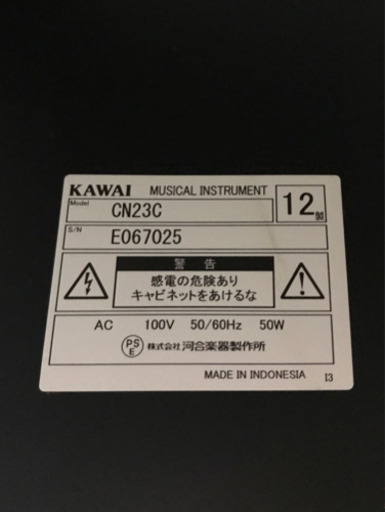 KAWAI MUSICAL INSTRUMENT
12製
Model
CN23C
S/N
E067025
警告
感電の危険あり
キャビネットをあけるな
AC 100V 50/60Hz 50W
PSE 株式会社 河合楽器製作所
MADE IN INDONESIA I3